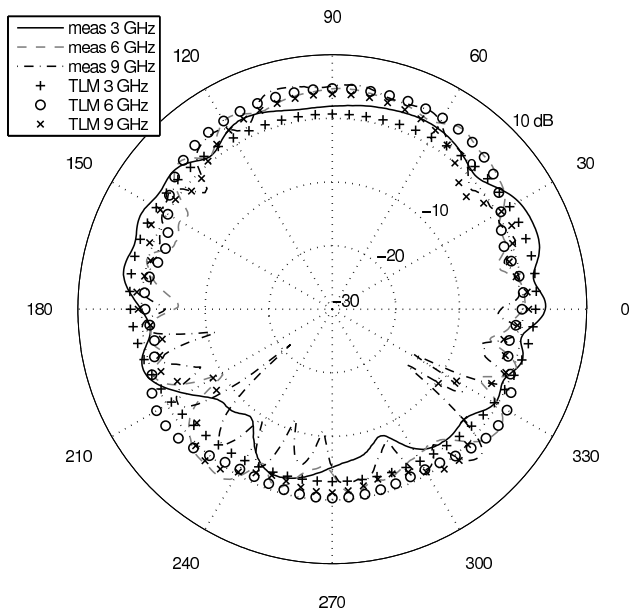 90
meas 3 GHz
meas 6 GHz
meas 9 GHz
TLM 3 GHz
TLM 6 GHz
TLM 9 GHz
120
60
10 dB
150
30
−10
−20
180
−30
0
210
330
240
300
270